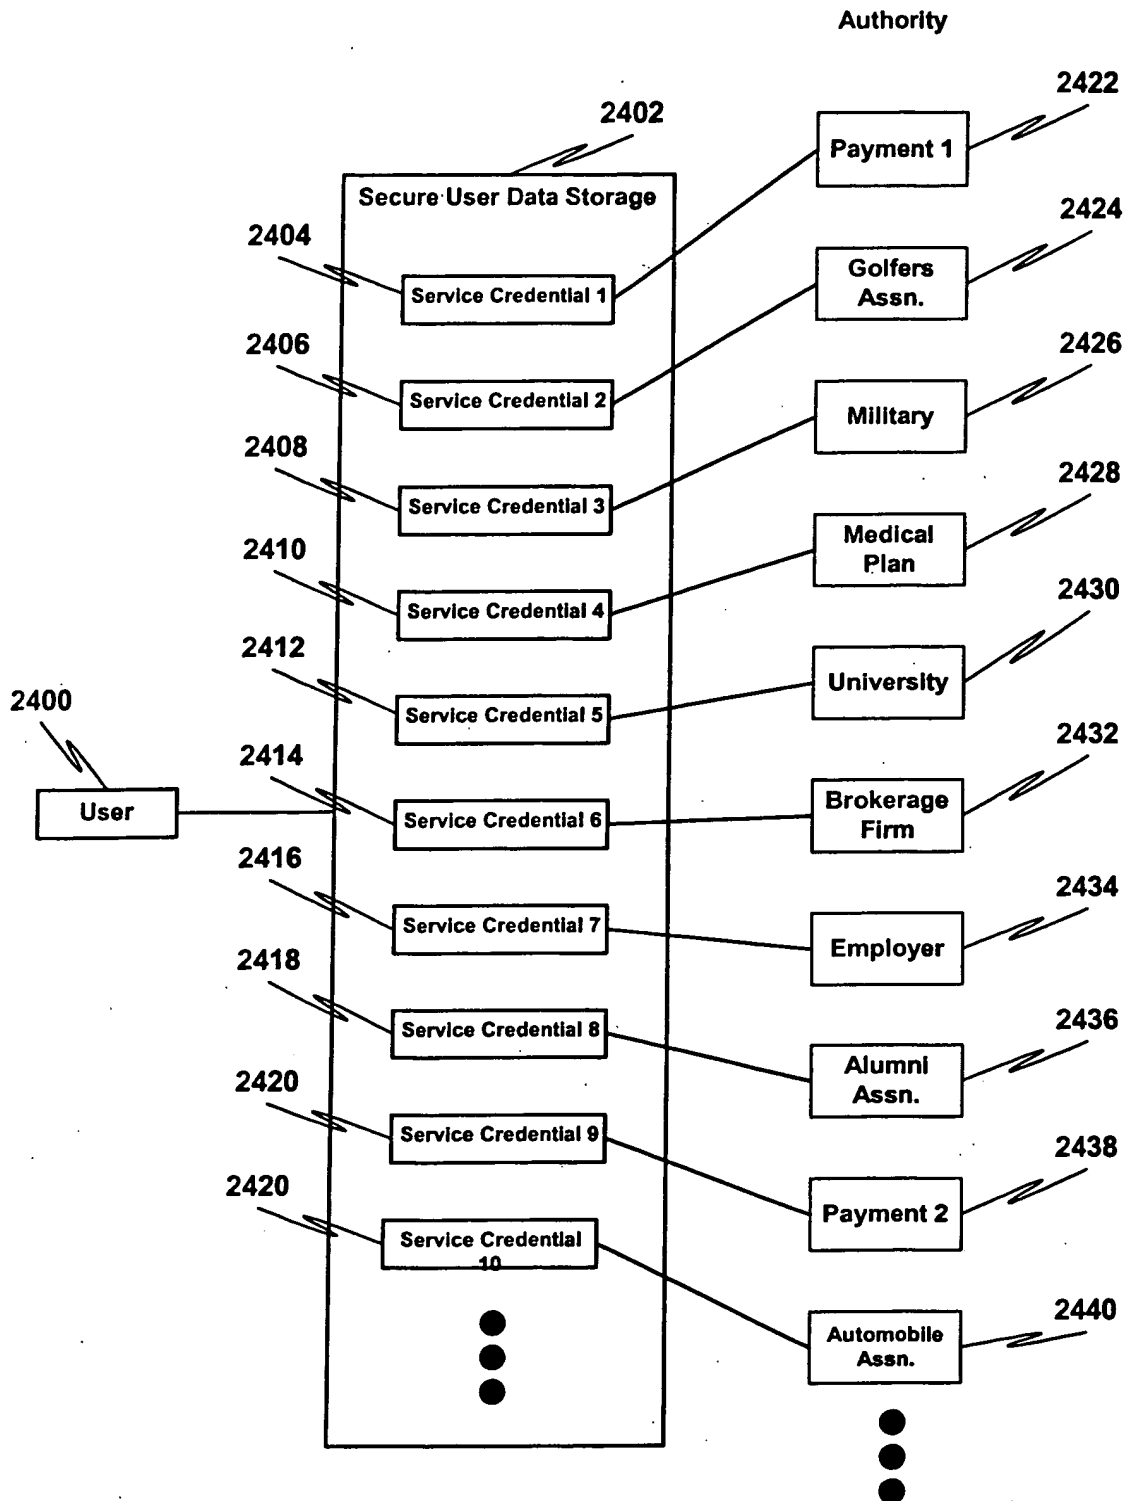 Authority
2422
2402
Payment 1
Secure User Data Storage
2424
2404
Golfers
Assn.
Service Credential 1
2406
2426
Service Credential 2
Military
2408
2428
Service Credential 3
Medical
Plan
2410
2430
Service Credential 4
2412
University
2400
Service Credential 5
2432
2414
User
Brokerage
Firm
Service Credential 6
2416
2434
Service Credential 7
Employer
2418
2436
Service Credential 8
Alumni
Assn.
2420
Service Credential 9
2438
2420
Payment 2
Service Credential
10
2440
Automobile
Assn.